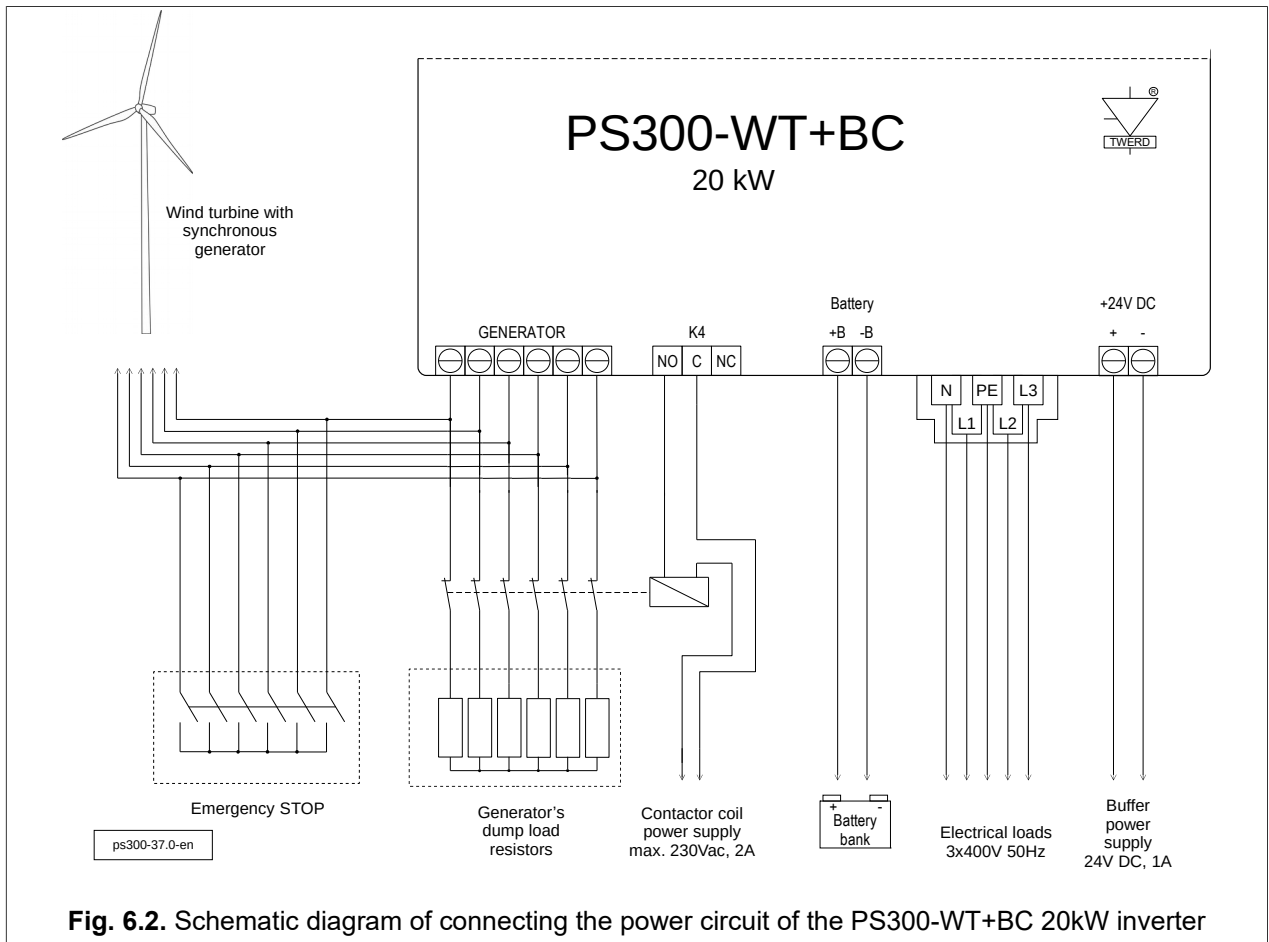 PS300-WT+BC
20 kW
®
TWERD
Wind turbine with
synchronous
generator
GENERATOR
K4
NO C NC
Battery
+B -B
+24V DC
+ -
N PE L3
L1 L2
Emergency STOP
Generator's
dump load
resistors
Contactor coil
power supply
max. 230Vac, 2A
+ -
Battery
bank
Electrical loads
3x400V 50Hz
Buffer
power
supply
24V DC, 1A
ps300-37.0-en
Fig. 6.2. Schematic diagram of connecting the power circuit of the PS300-WT+BC 20kW inverter